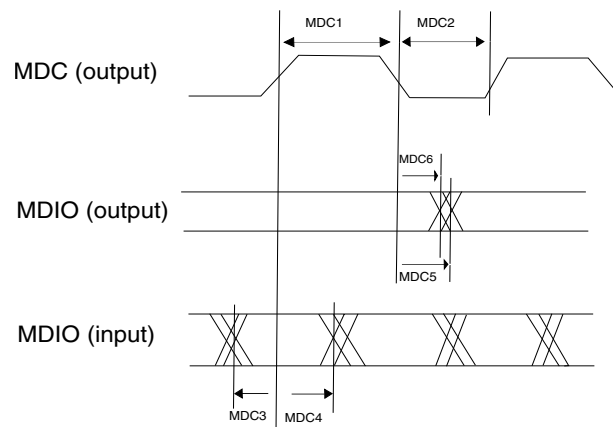 MDC1
MDC2
MDC (output)
MDC6
MDIO (output)
MDC5
MDIO (input)
MDC3
MDC4